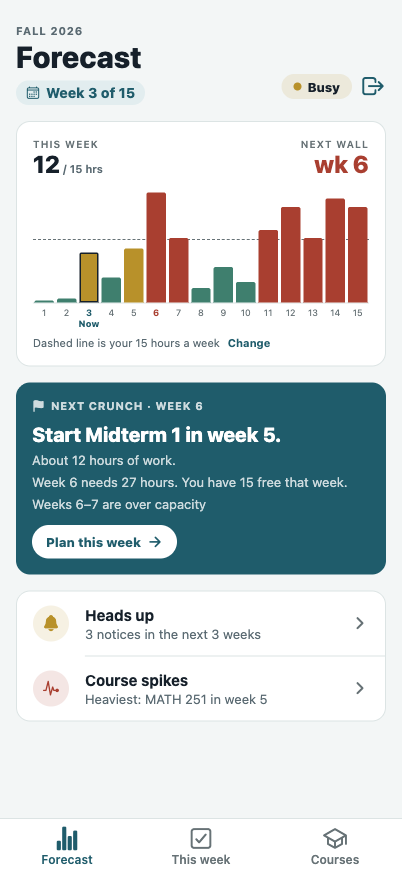 FALL 2026
Forecast
Week 3 of 15
Busy
THIS WEEK
12 / 15 hrs
NEXT WALL
wk 6
1 2 3 4 5 6 7 8 9 10 11 12 13 14 15
Now
Dashed line is your 15 hours a week Change
NEXT CRUNCH · WEEK 6
Start Midterm 1 in week 5.
About 12 hours of work.
Week 6 needs 27 hours. You have 15 free that week.
Weeks 6–7 are over capacity
Plan this week →
Heads up
3 notices in the next 3 weeks
Course spikes
Heaviest: MATH 251 in week 5
Forecast This week Courses